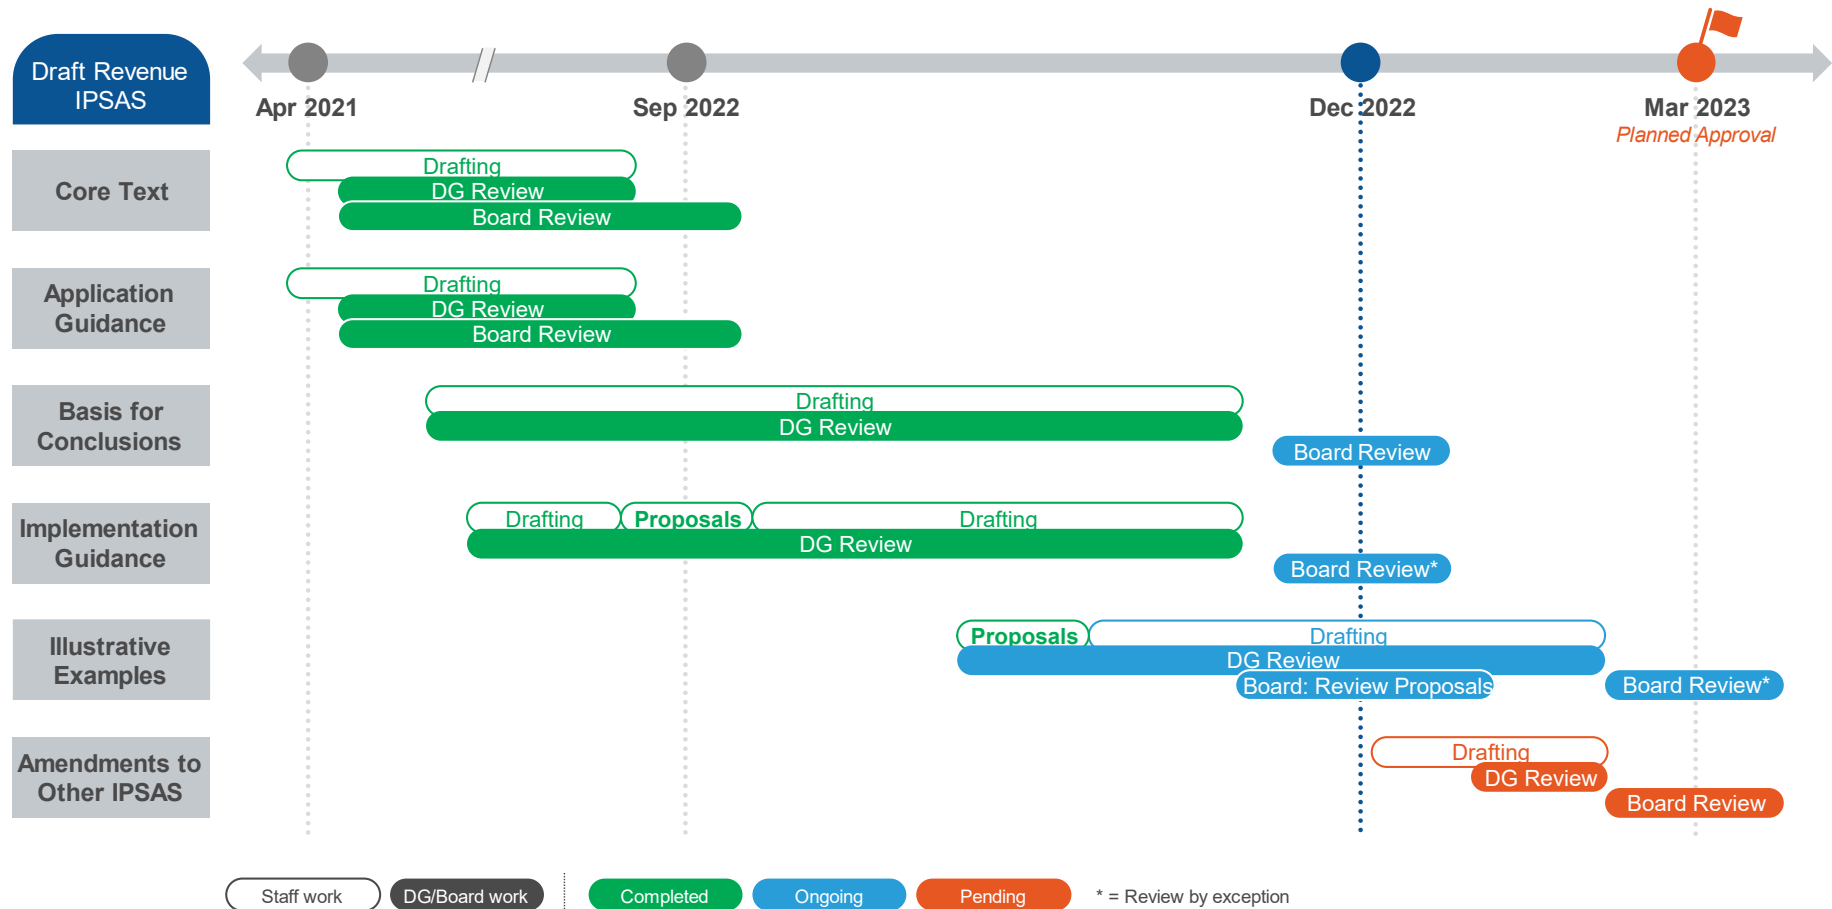 Draft Revenue
IPSAS
Apr 2021
Sep 2022
Dec 2022
Mar 2023
Planned Approval
Core Text
Drafting
DG Review
Board Review
Application
Guidance
Drafting
DG Review
Board Review
Basis for
Conclusions
Drafting
DG Review
Board Review
Implementation
Guidance
Drafting
Proposals
Drafting
DG Review
Board Review*
Illustrative
Examples
Proposals
Drafting
DG Review
Board: Review Proposals
Board Review*
Amendments to
Other IPSAS
Drafting
DG Review
Board Review
Staff work
DG/Board work
Completed
Ongoing
Pending
* = Review by exception